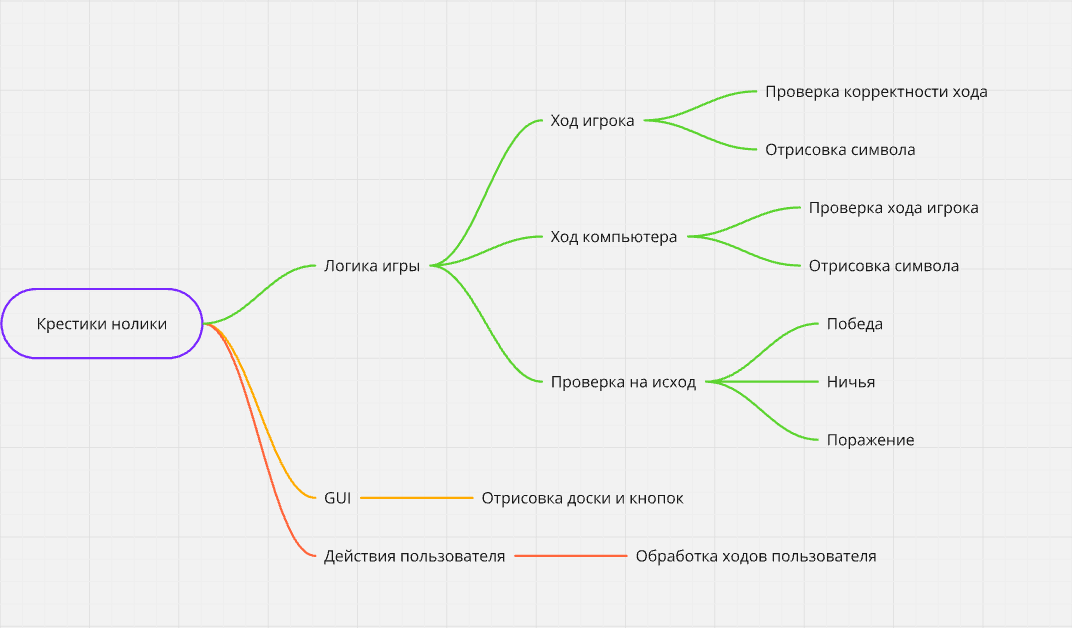 Крестики нолики
Логика игры
Ход игрока
Проверка корректности хода
Отрисовка символа
Ход компьютера
Проверка хода игрока
Отрисовка символа
Проверка на исход
Победа
Ничья
Поражение
GUI
Отрисовка доски и кнопок
Действия пользователя
Обработка ходов пользователя